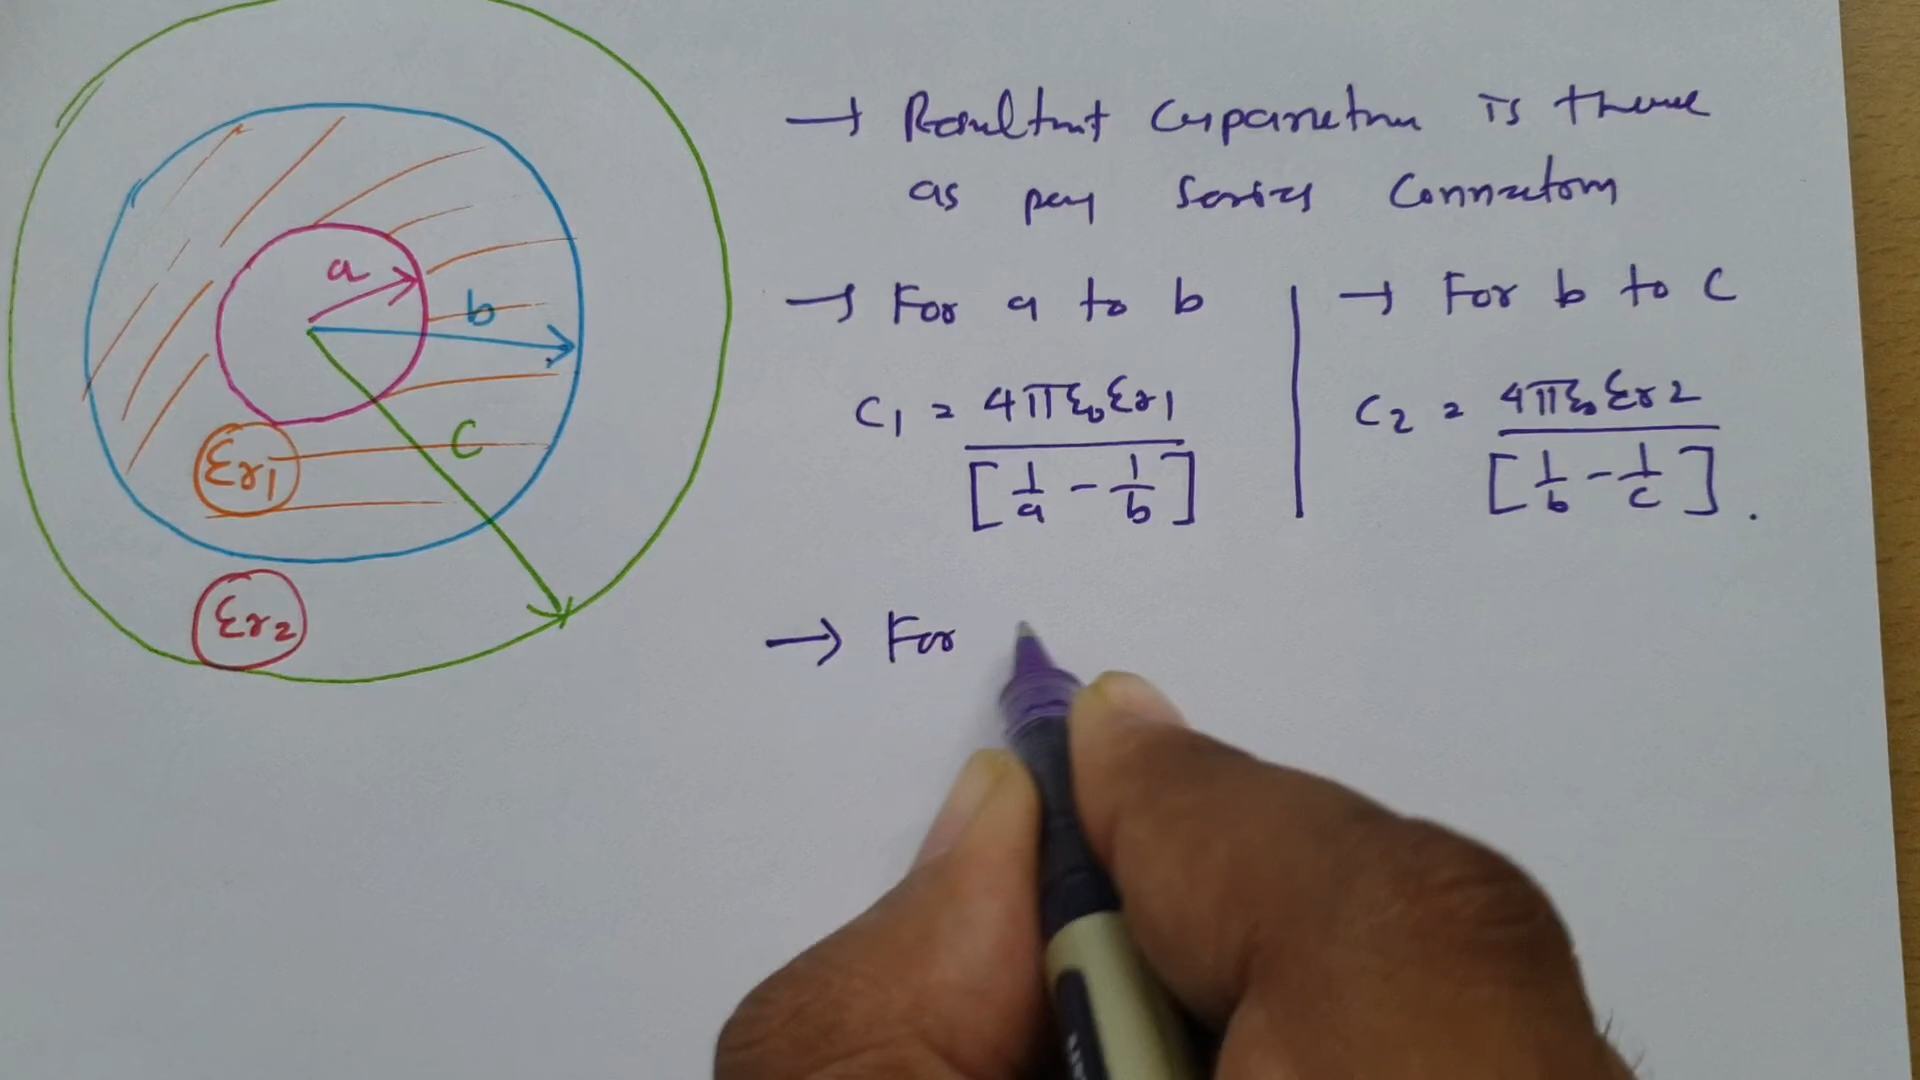 → Resultant Capacitance is there
as per series Connection
→ For a to b
C1 = 4πε0εr1 / [1/a - 1/b]
→ For b to C
C2 = 4πε0εr2 / [1/b - 1/c] .
→ For
a
b
C
εr1
εr2